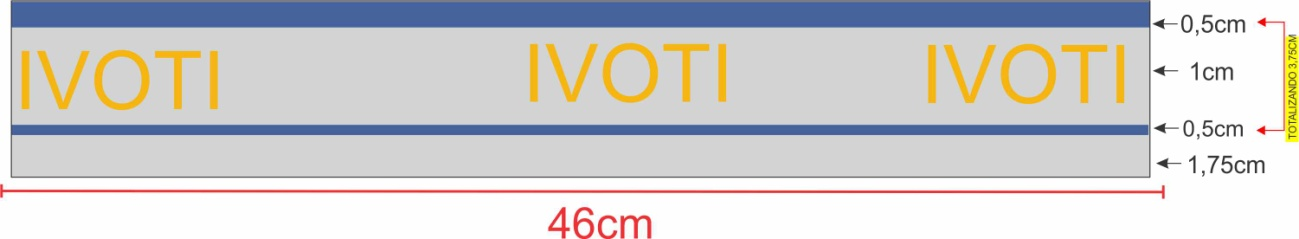 IVOTI IVOTI IVOTI
0,5cm
1cm
0,5cm
1,75cm
TOTALIZANDO 3,75CM
46cm